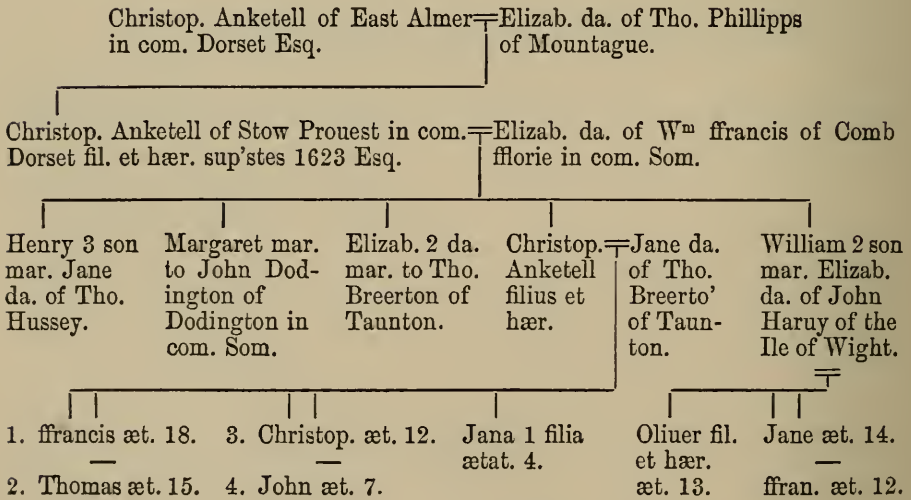 Christop. Anketell of East Almer Elizab. da. of Tho. Phillipps
in com. Dorset Esq. of Mountague.
Christop. Anketell of Stow Prouest in com. Elizab. da. of Wᵐ ffrancis of Comb
Dorset fil. et hær. sup'stes 1623 Esq. fflorie in com. Som.
Henry 3 son
mar. Jane
da. of Tho.
Hussey.
Margaret mar.
to John Dod-
ington of
Dodington in
com. Som.
Elizab. 2 da.
mar. to Tho.
Breerton of
Taunton.
Christop.
Anketell
filius et
hær.
Jane da.
of Tho.
Breerto'
of Taun-
ton.
William 2 son
mar. Elizab.
da. of John
Haruy of the
Ile of Wight.
1. ffrancis æt. 18.
2. Thomas æt. 15.
3. Christop. æt. 12.
4. John æt. 7.
Jana 1 filia
ætat. 4.
Oliuer fil.
et hær.
æt. 13.
Jane æt. 14.
ffran. æt. 12.